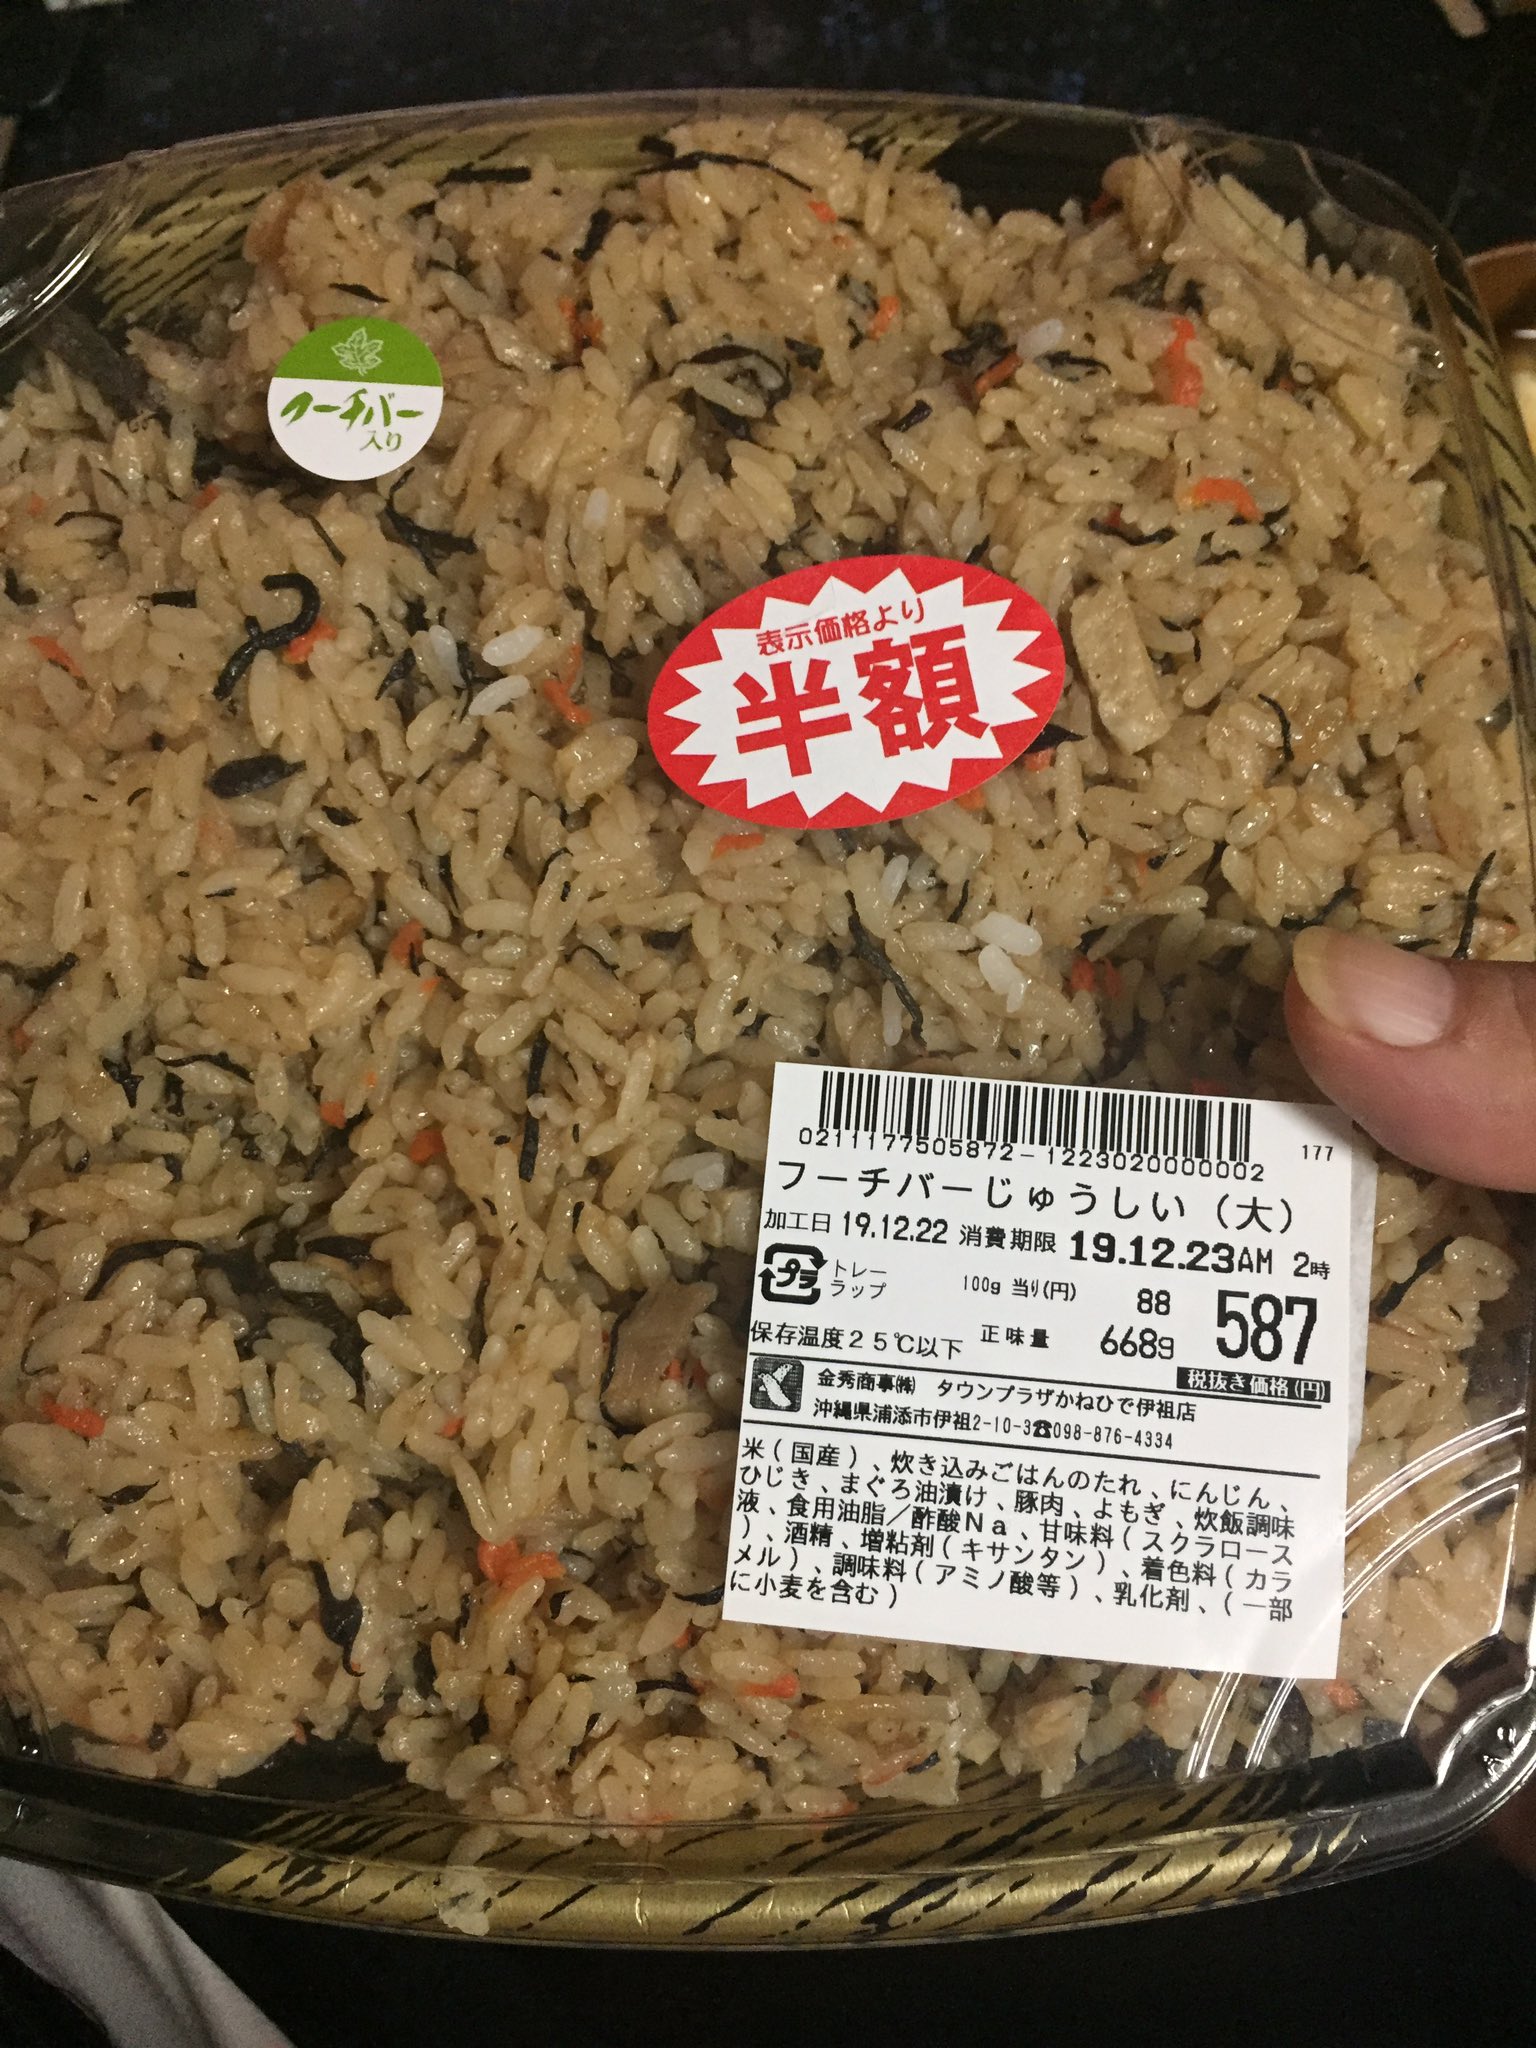 フーチバー
入り
表示価格より
半額
0211177505872-1223020000002
177
フーチバーじゅうしい（大）
加工日 19.12.22 消費期限 19.12.23AM 2時
プラ
トレー
ラップ
100g 当り(円) 88
587
保存温度25℃以下 正味量 668g
税抜き価格(円)
金秀商事㈱ タウンプラザかねひで伊祖店
沖縄県浦添市伊祖2-10-3☎098-876-4334
米（国産）、炊き込みごはんのたれ、にんじん、
ひじき、まぐろ油漬け、豚肉、よもぎ、炊飯調味
液、食用油脂／酢酸Na、甘味料（スクラロース
）、酒精、増粘剤（キサンタン）、着色料（カラ
メル）、調味料（アミノ酸等）、乳化剤、（一部
に小麦を含む）